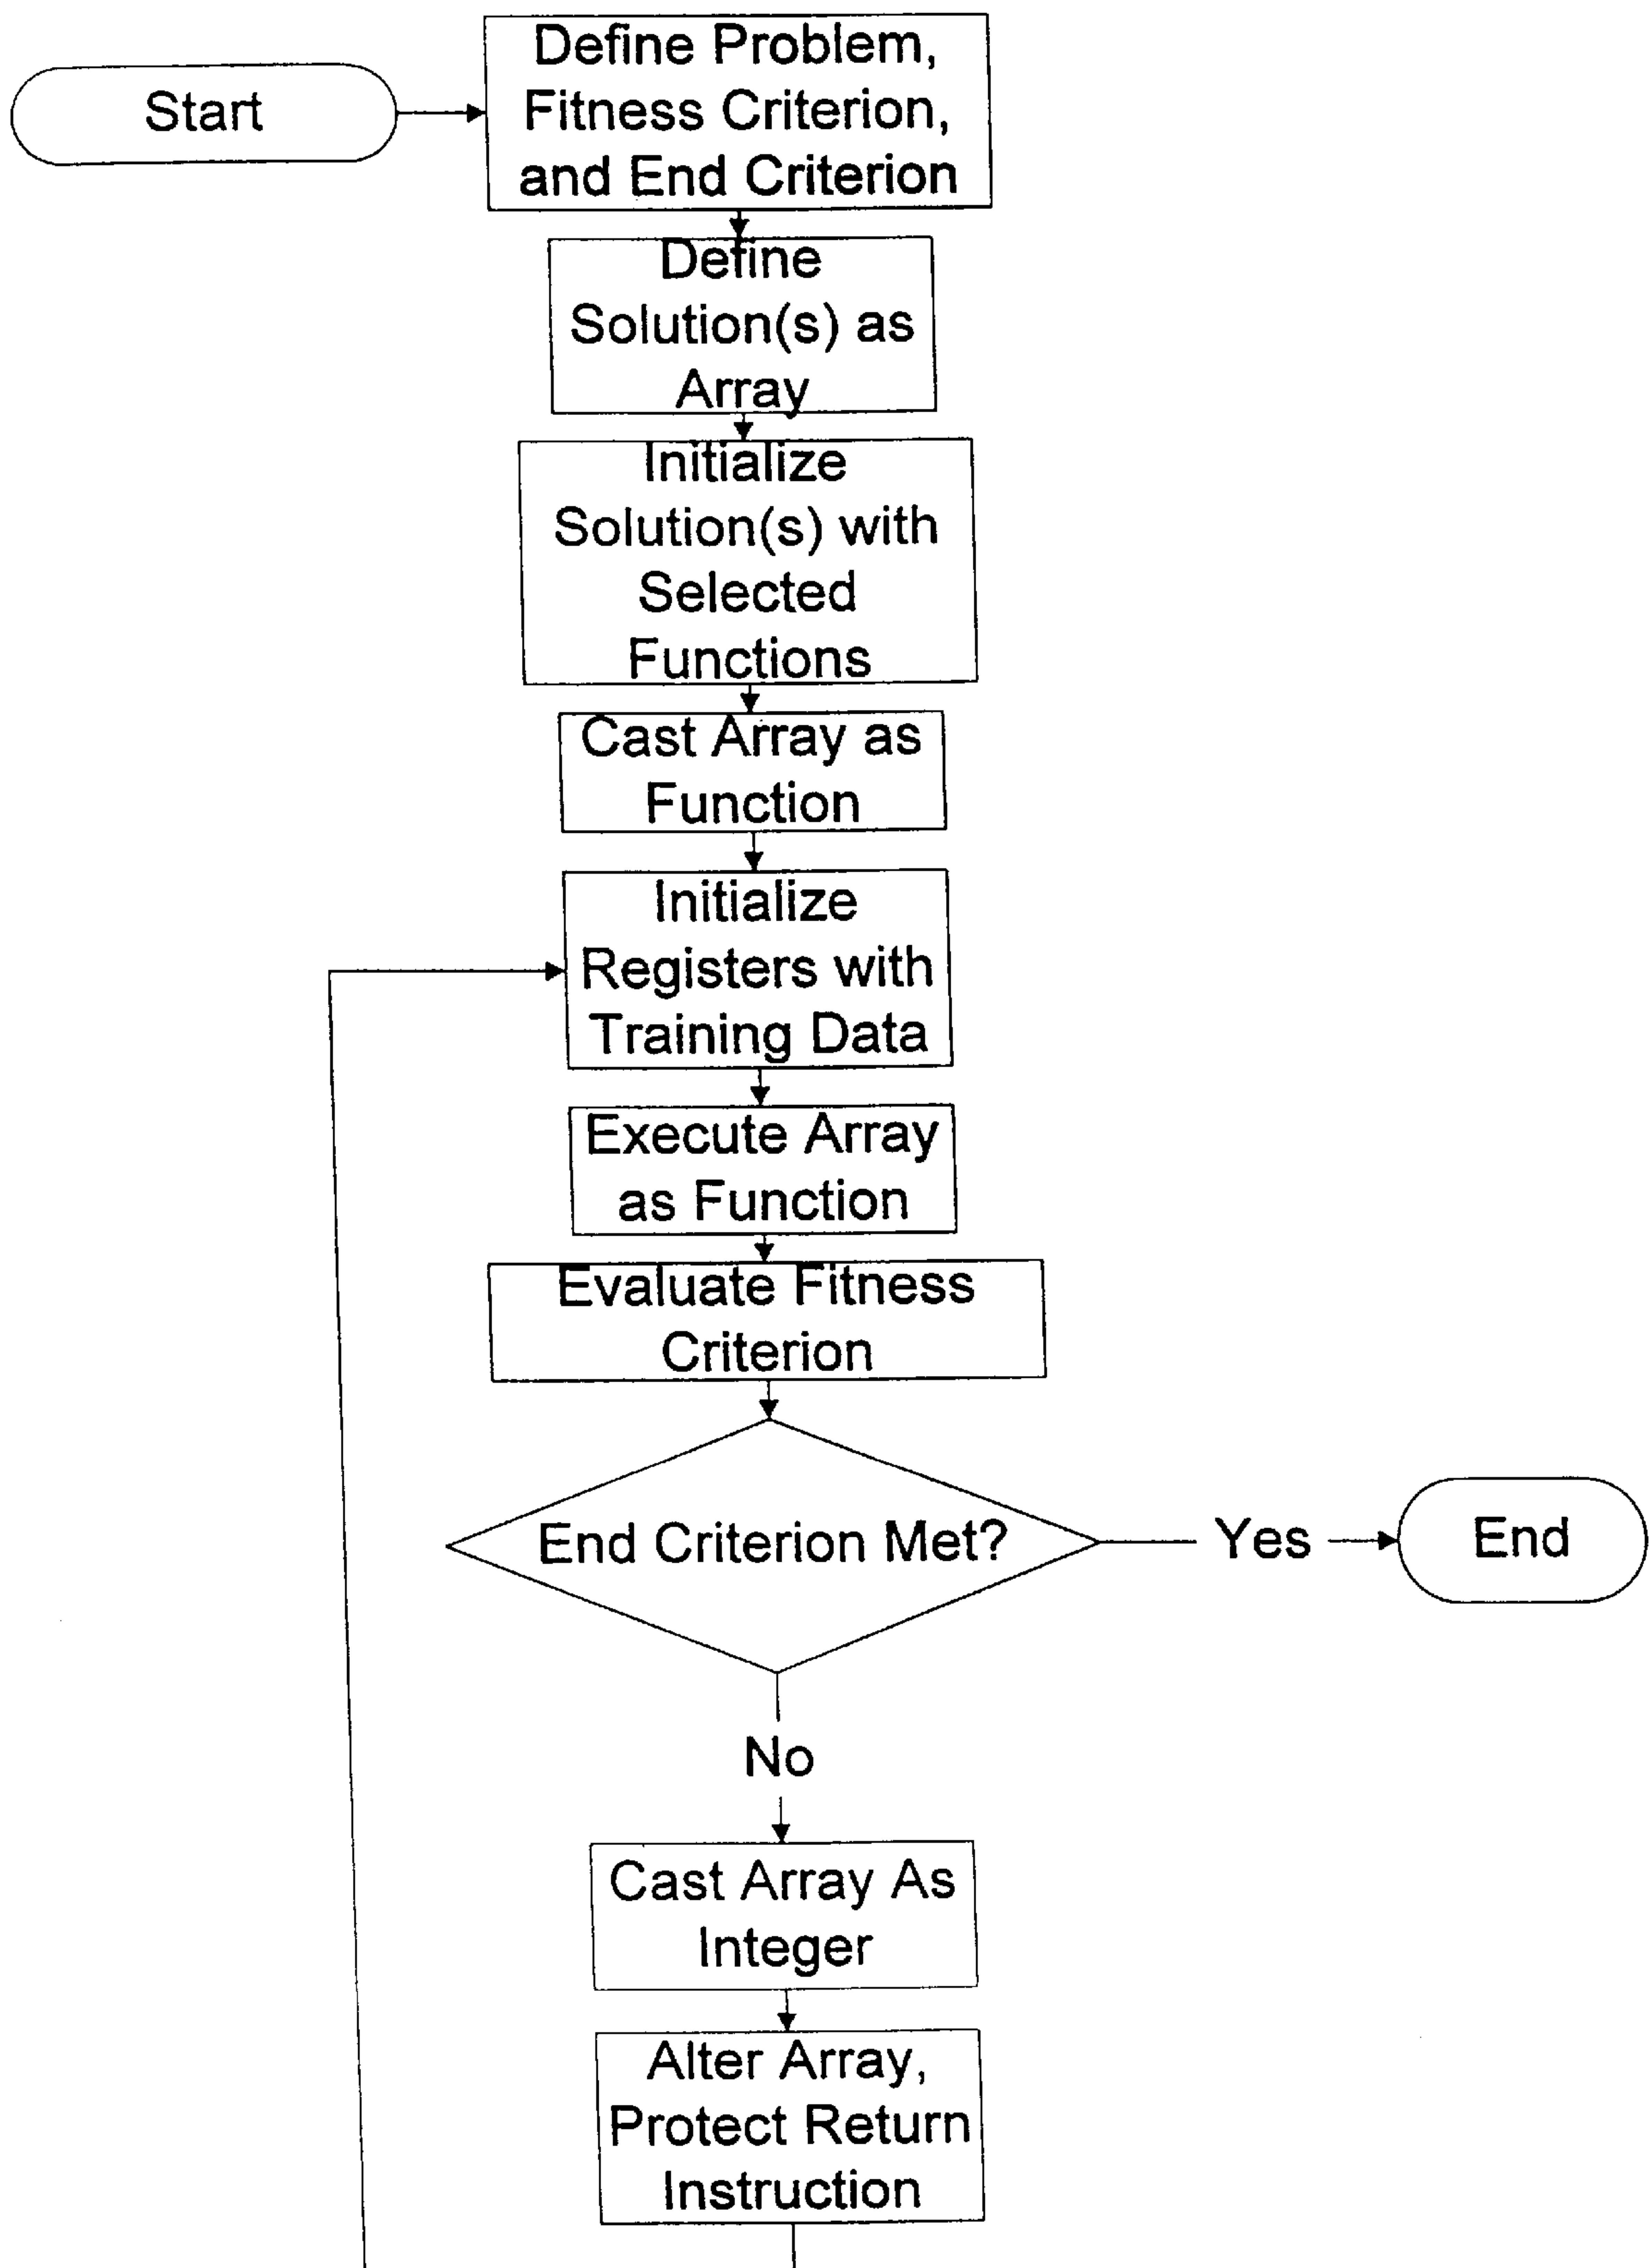 Start
Define Problem,
Fitness Criterion,
and End Criterion
Define
Solution(s) as
Array
Initialize
Solution(s) with
Selected
Functions
Cast Array as
Function
Initialize
Registers with
Training Data
Execute Array
as Function
Evaluate Fitness
Criterion
End Criterion Met?
Yes
End
No
Cast Array As
Integer
Alter Array,
Protect Return
Instruction